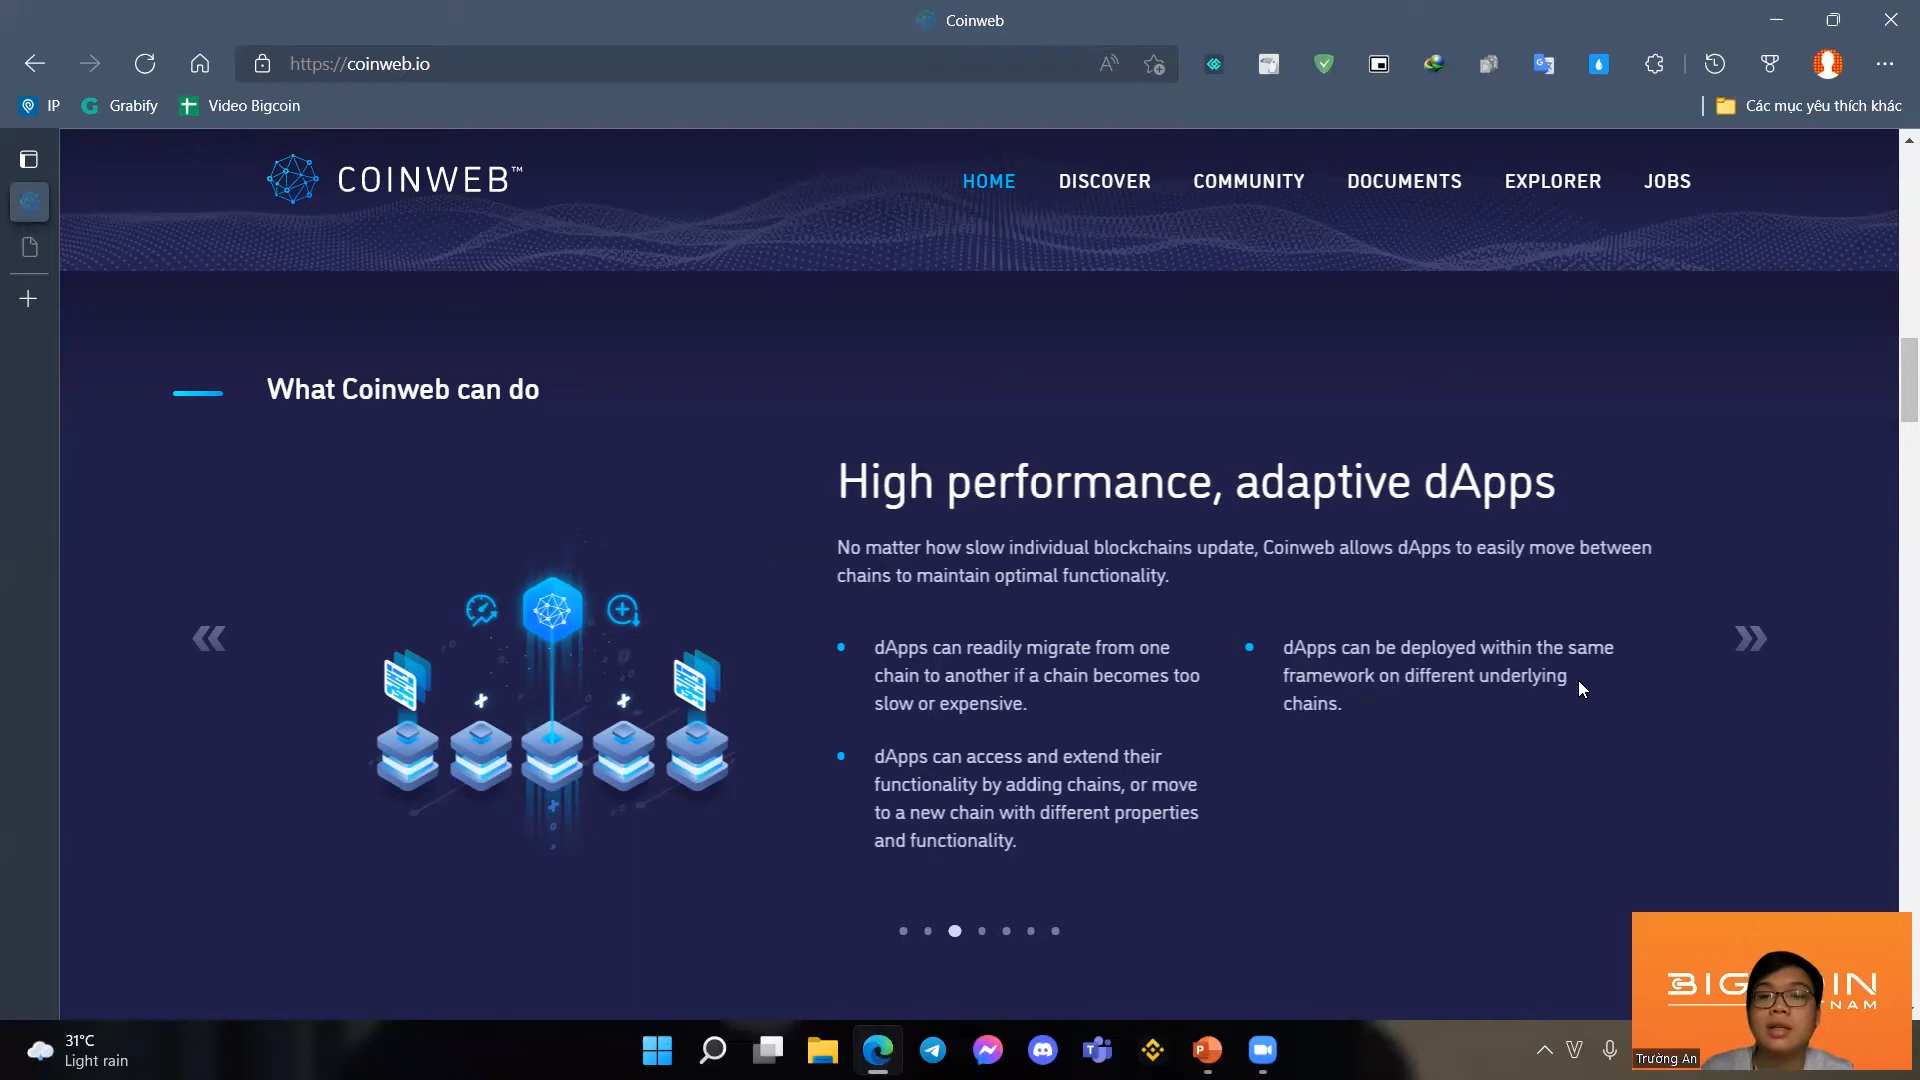 Coinweb
https://coinweb.io
IP
Grabify
Video Bigcoin
Các mục yêu thích khác
COINWEB™
HOME
DISCOVER
COMMUNITY
DOCUMENTS
EXPLORER
JOBS
What Coinweb can do
High performance, adaptive dApps
No matter how slow individual blockchains update, Coinweb allows dApps to easily move between
chains to maintain optimal functionality.
dApps can readily migrate from one
chain to another if a chain becomes too
slow or expensive.
dApps can access and extend their
functionality by adding chains, or move
to a new chain with different properties
and functionality.
dApps can be deployed within the same
framework on different underlying
chains.
31°C
Light rain
Trường An